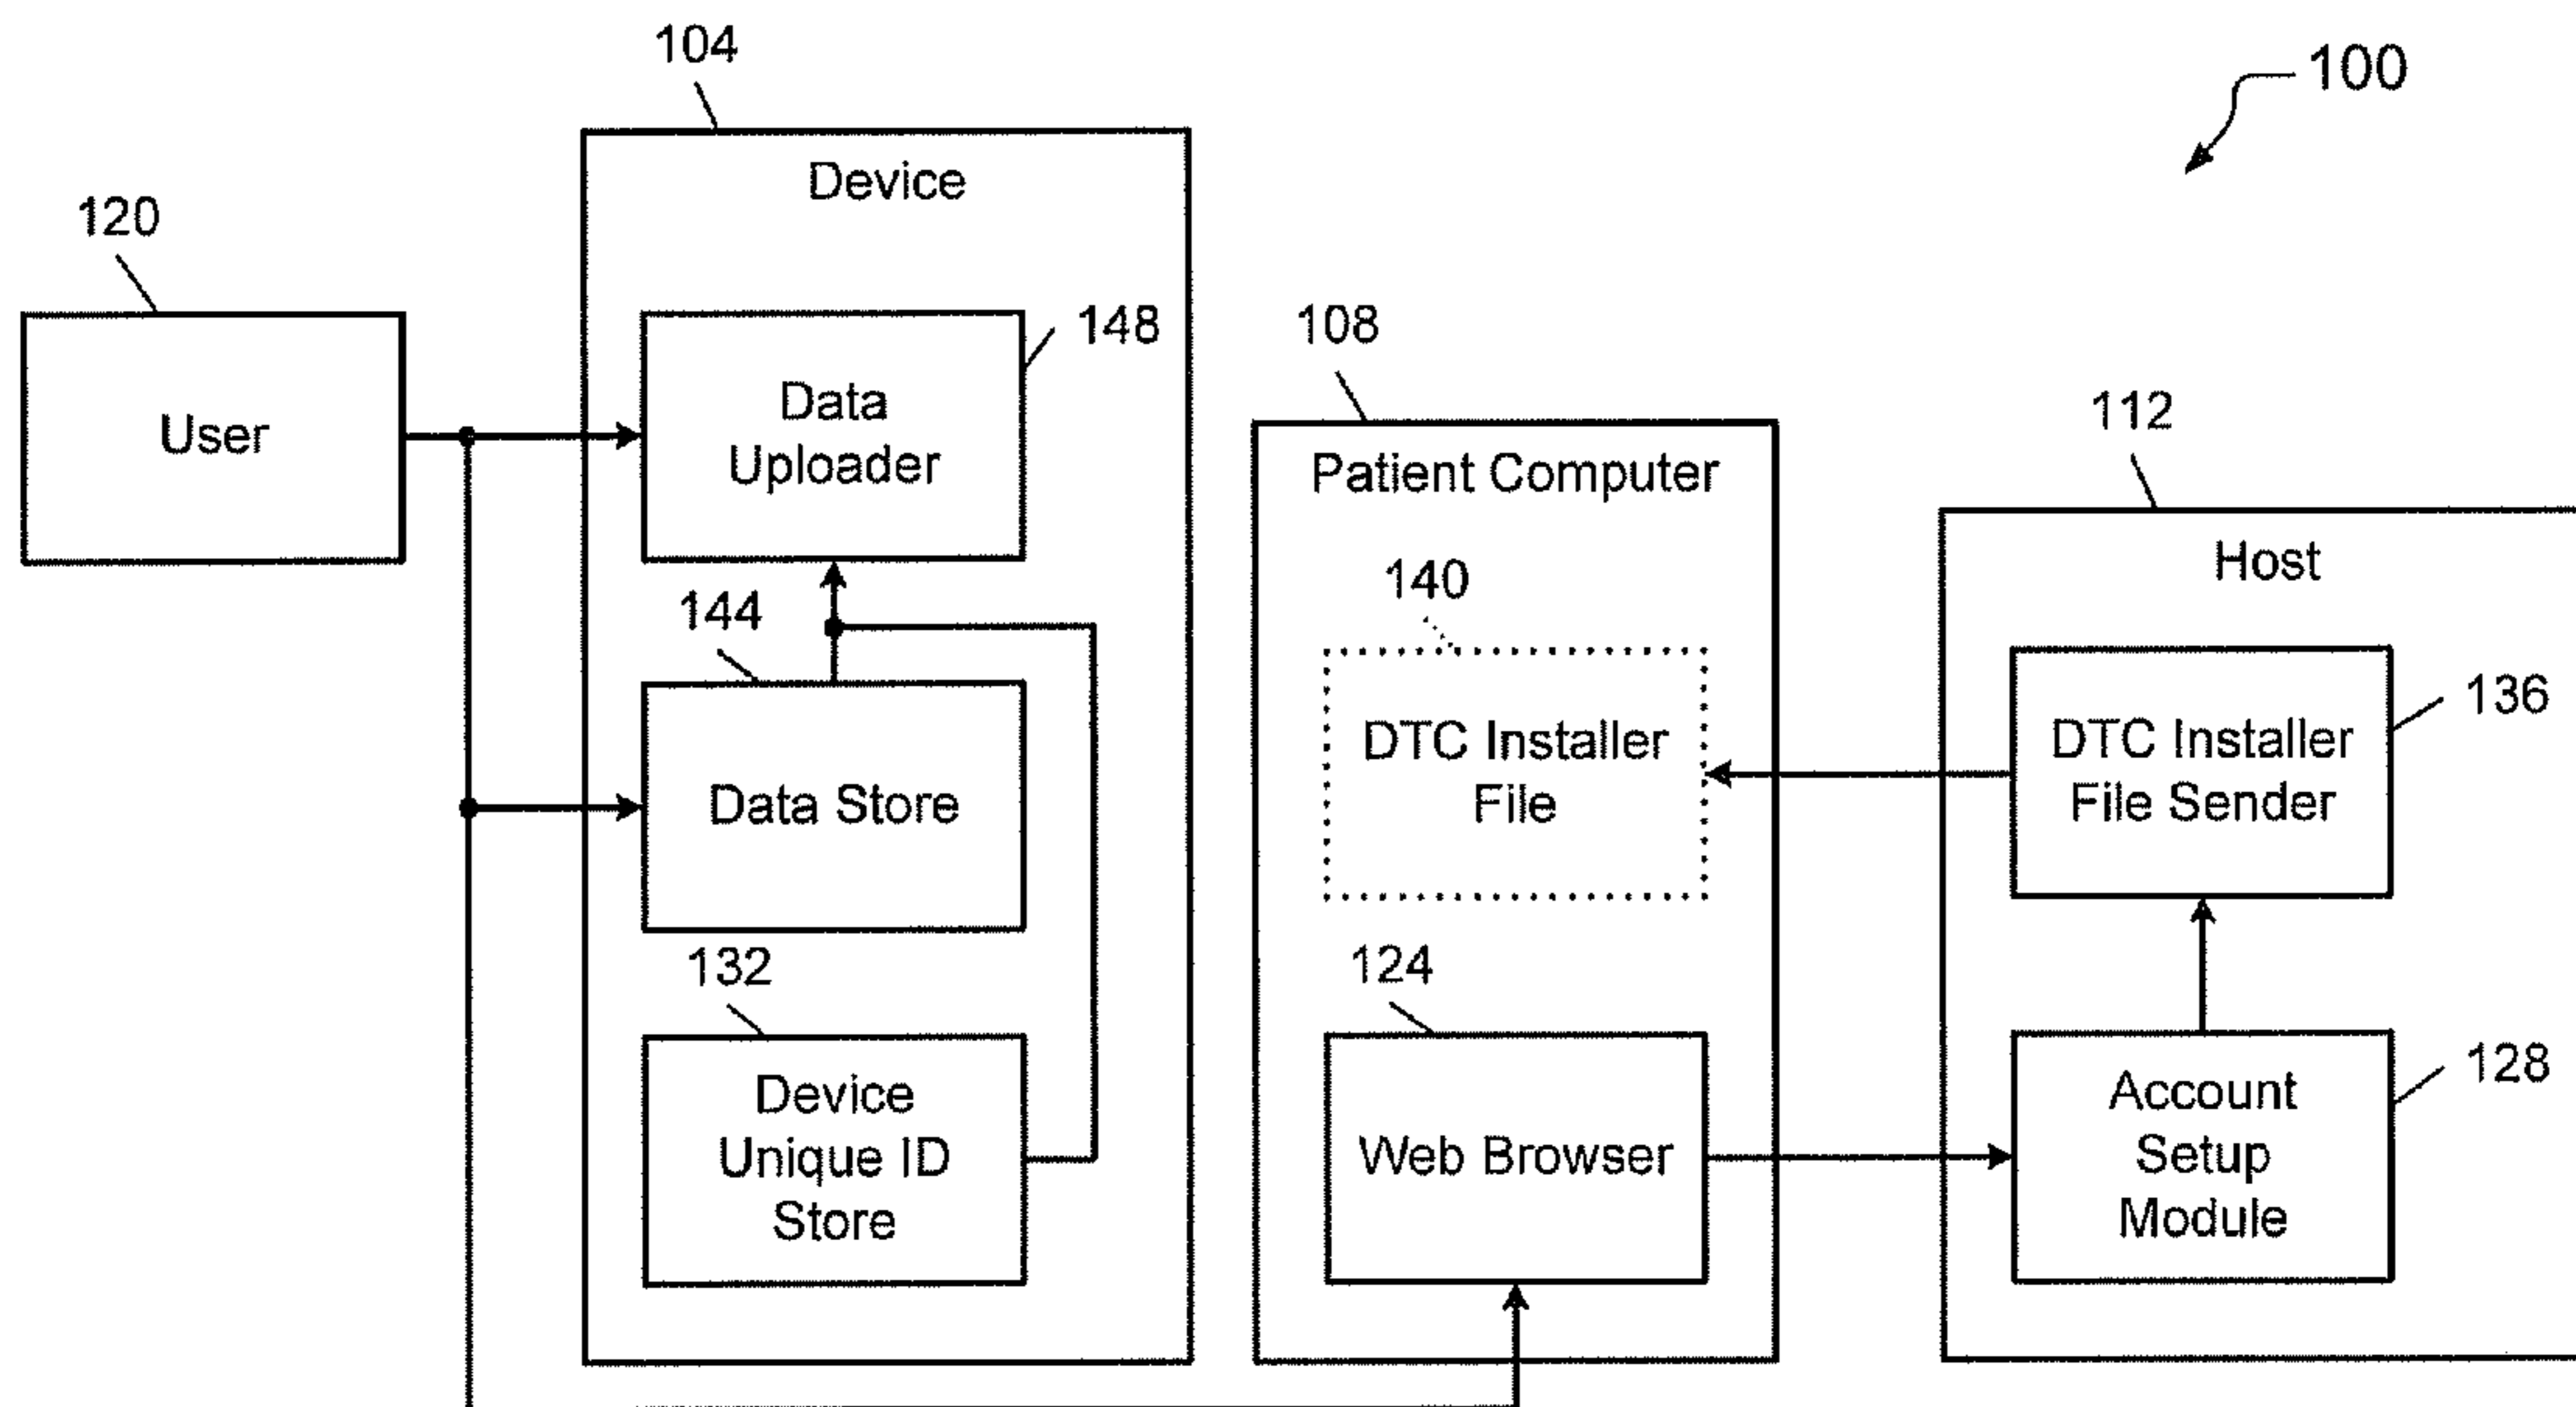 104
100
Device
120
148
108
User
Data
Uploader
112
Patient Computer
Host
140
144
136
DTC Installer
File
DTC Installer
File Sender
Data Store
132
124
128
Device
Unique ID
Store
Web Browser
Account
Setup
Module